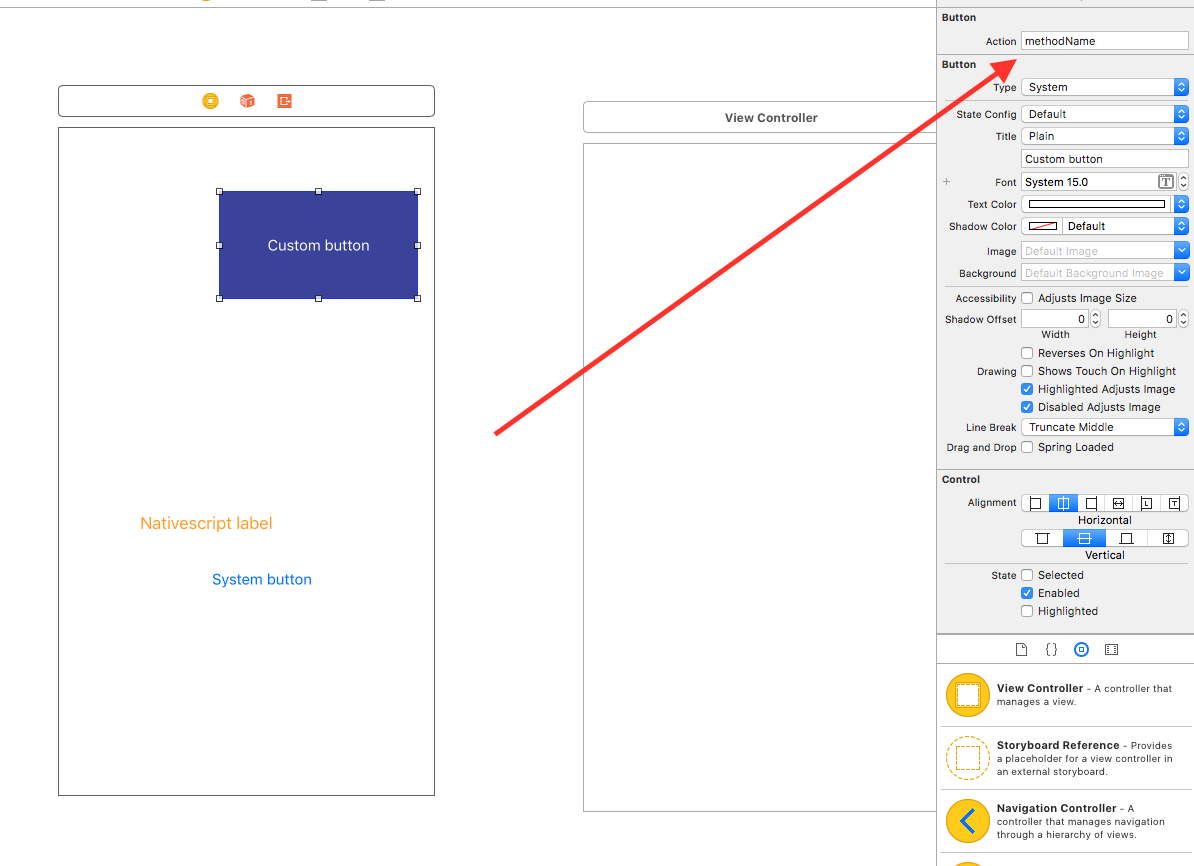 View Controller
Custom button
Nativescript label
System button
Button
Action methodName
Button
Type System
State Config Default
Title Plain
Custom button
+ Font System 15.0 T
Text Color
Shadow Color Default
Image Default Image
Background Default Background Image
Accessibility Adjusts Image Size
Shadow Offset 0 0
Width Height
Reverses On Highlight
Drawing Shows Touch On Highlight
Highlighted Adjusts Image
Disabled Adjusts Image
Line Break Truncate Middle
Drag and Drop Spring Loaded
Control
Alignment L T
Horizontal
Vertical
State Selected
Enabled
Highlighted
{ }
View Controller - A controller that
manages a view.
Storyboard Reference - Provides
a placeholder for a view controller in
an external storyboard.
Navigation Controller - A
controller that manages navigation
through a hierarchy of views.